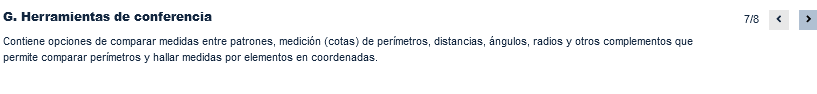 G. Herramientas de conferencia
7/8
Contiene opciones de comparar medidas entre patrones, medición (cotas) de perímetros, distancias, ángulos, radios y otros complementos que
permite comparar perímetros y hallar medidas por elementos en coordenadas.